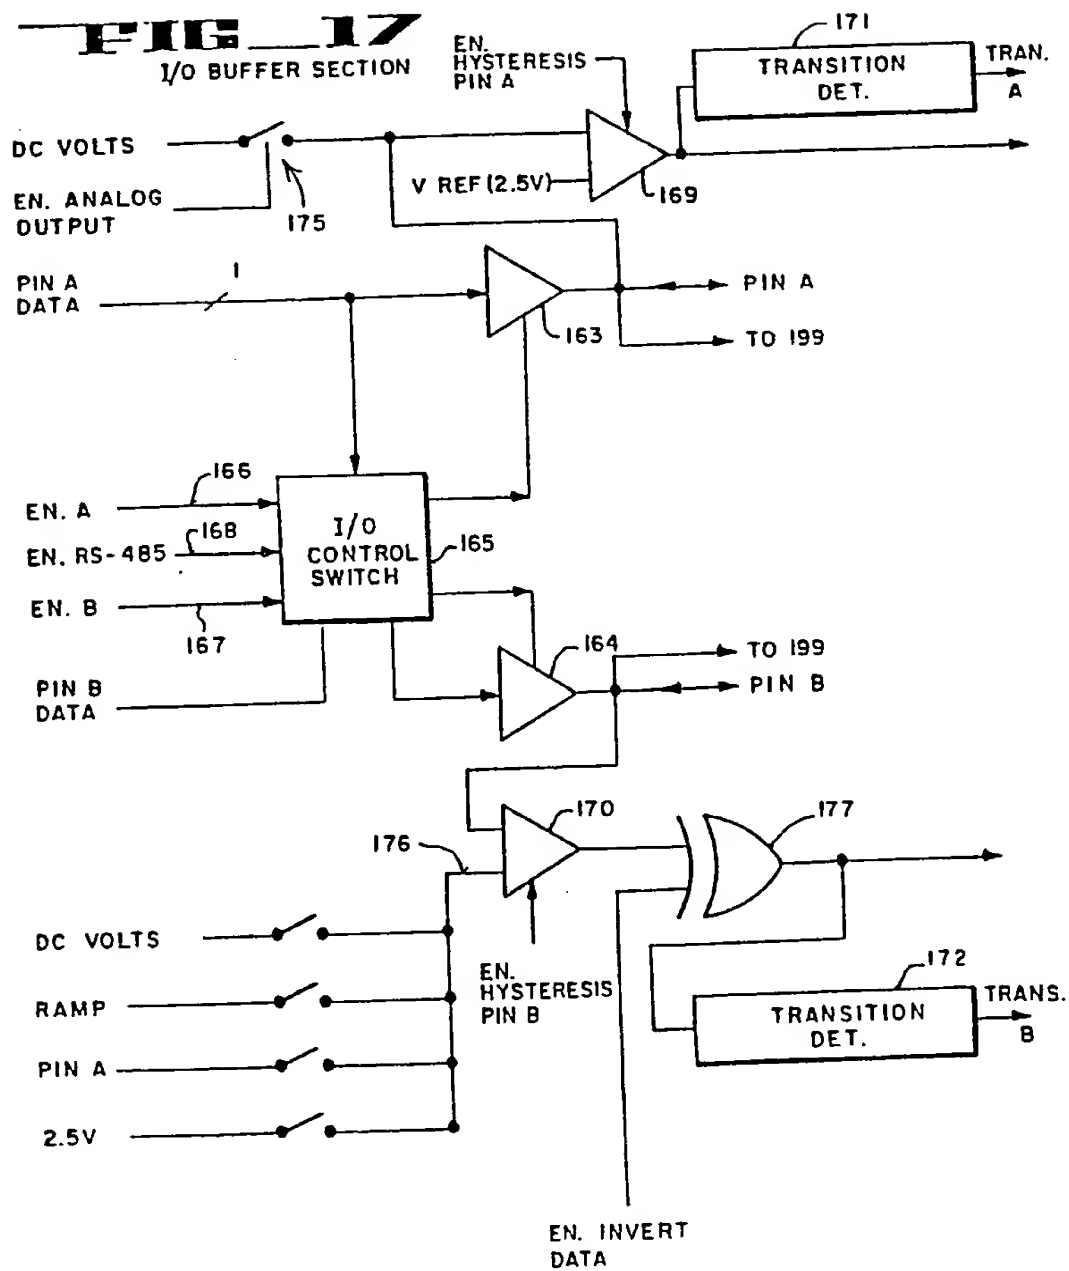 FIG_17
I/O BUFFER SECTION
EN.
HYSTERESIS
PIN A
171
TRANSITION
DET.
TRAN.
A
DC VOLTS
V REF (2.5V)
169
EN. ANALOG
OUTPUT
175
PIN A
DATA
1
163
PIN A
TO 199
166
EN. A
168
EN. RS-485
I/O
CONTROL
SWITCH
165
EN. B
167
164
TO 199
PIN B
PIN B
DATA
170
177
176
DC VOLTS
RAMP
PIN A
2.5V
EN.
HYSTERESIS
PIN B
172
TRANSITION
DET.
TRANS.
B
EN. INVERT
DATA